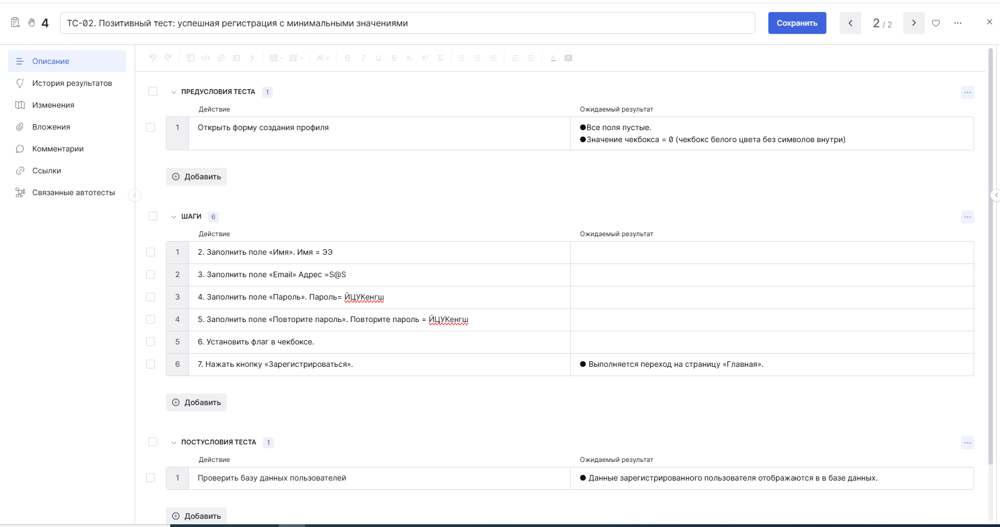 4
ТС-02. Позитивный тест: успешная регистрация с минимальными значениями
Сохранить
2 / 2
Описание
История результатов
Изменения
Вложения
Комментарии
Ссылки
Связанные автотесты
ПРЕДУСЛОВИЯ ТЕСТА 1
Действие Ожидаемый результат
1 Открыть форму создания профиля ●Все поля пустые.
●Значение чекбокса = 0 (чекбокс белого цвета без символов внутри)
Добавить
ШАГИ 6
Действие Ожидаемый результат
1 2. Заполнить поле «Имя». Имя = ЭЭ
2 3. Заполнить поле «Email» Адрес =S@S
3 4. Заполнить поле «Пароль». Пароль= ЙЦУКенгш
4 5. Заполнить поле «Повторите пароль». Повторите пароль = ЙЦУКенгш
5 6. Установить флаг в чекбоксе.
6 7. Нажать кнопку «Зарегистрироваться». ● Выполняется переход на страницу «Главная».
Добавить
ПОСТУСЛОВИЯ ТЕСТА 1
Действие Ожидаемый результат
1 Проверить базу данных пользователей ● Данные зарегистрированного пользователя отображаются в в базе данных.
Добавить